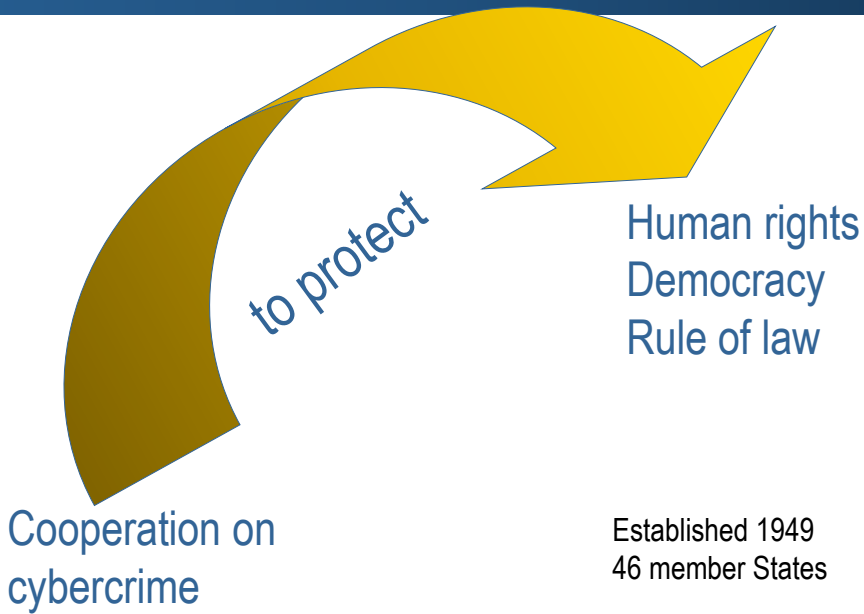 to protect
Human rights
Democracy
Rule of law
Cooperation on
cybercrime
Established 1949
46 member States